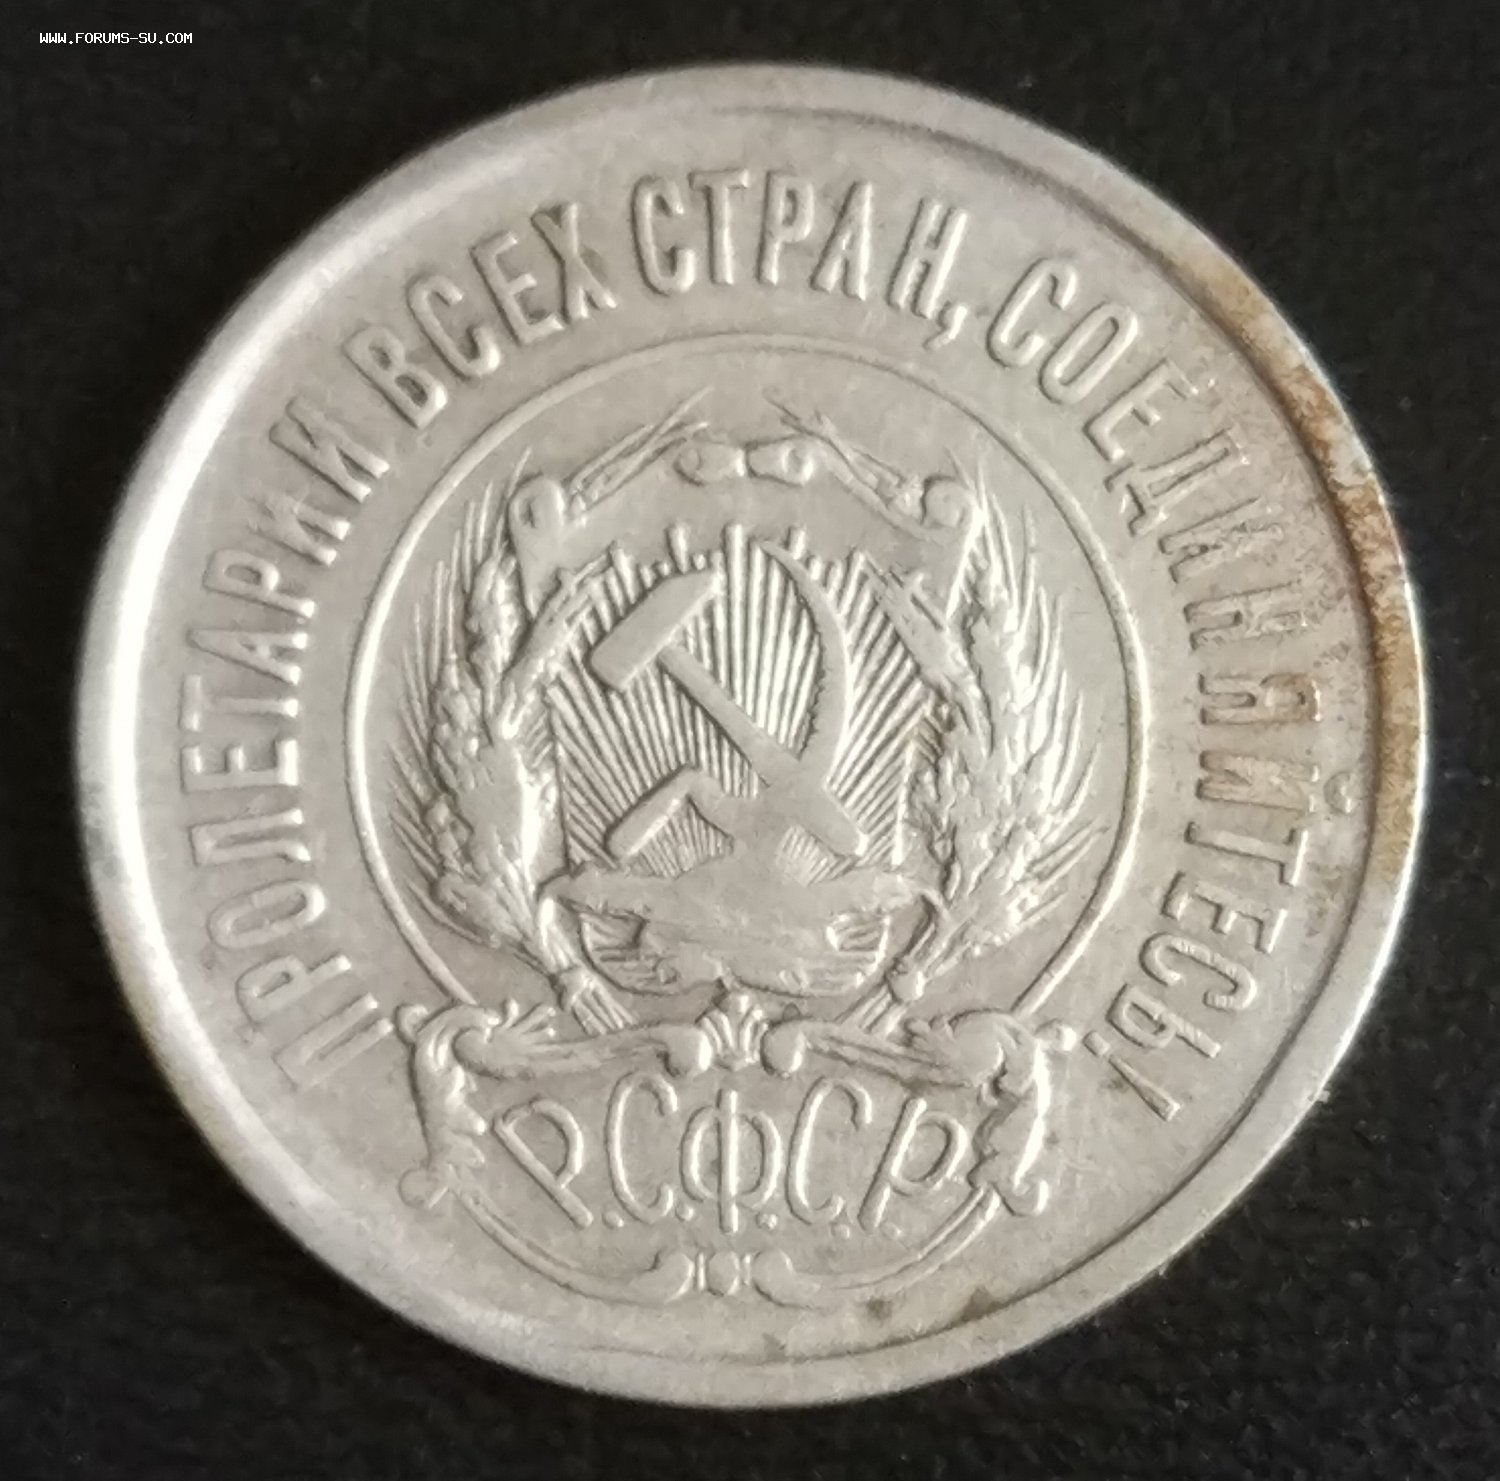 WWW.FORUMS-SU.COM
ПРОЛЕТАРИИ ВСЕХ СТРАН, СОЕДИНЯЙТЕСЬ!
Р.С.Ф.С.Р.